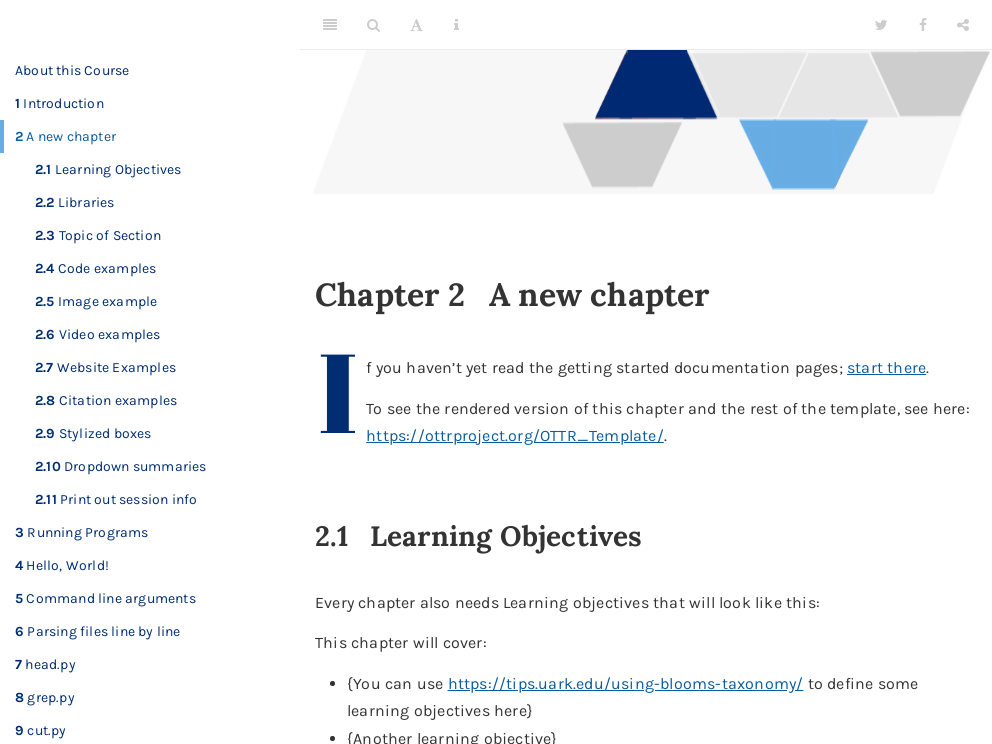 About this Course
1 Introduction
2 A new chapter
2.1 Learning Objectives
2.2 Libraries
2.3 Topic of Section
2.4 Code examples
2.5 Image example
2.6 Video examples
2.7 Website Examples
2.8 Citation examples
2.9 Stylized boxes
2.10 Dropdown summaries
2.11 Print out session info
3 Running Programs
4 Hello, World!
5 Command line arguments
6 Parsing files line by line
7 head.py
8 grep.py
9 cut.py
Chapter 2 A new chapter
If you haven't yet read the getting started documentation pages; start there.
To see the rendered version of this chapter and the rest of the template, see here:
https://ottrproject.org/OTTR_Template/.
2.1 Learning Objectives
Every chapter also needs Learning objectives that will look like this:
This chapter will cover:
• {You can use https://tips.uark.edu/using-blooms-taxonomy/ to define some
learning objectives here}
• {Another learning objective}